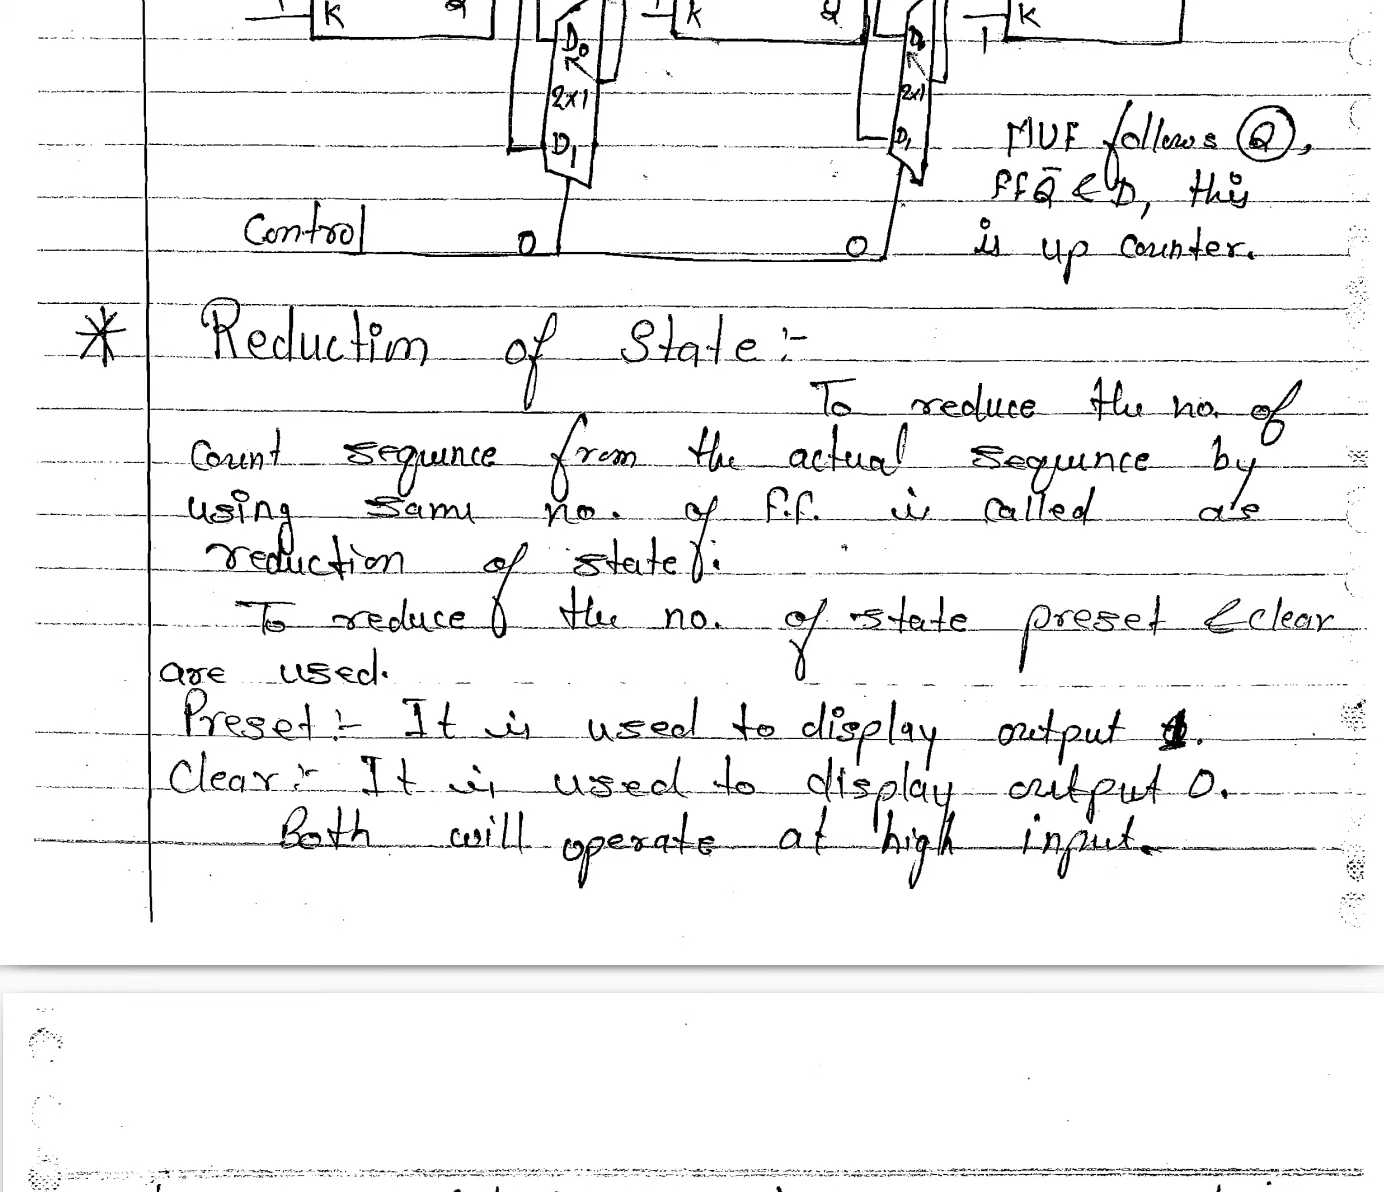 K Q K Q K
D0 D0
1
2x1 2x1
D1 D1
MUF follows Q,
Control 0 0
is up counter.
* Reduction of State :-
To reduce the no. of
Count sequence from the actual sequence by
using same no. of f.f. is called as
reduction of state.
To reduce the no. of state preset & clear
are used.
Preset :- It is used to display output 1.
Clear :- It is used to display output 0.
Both will operate at high input.